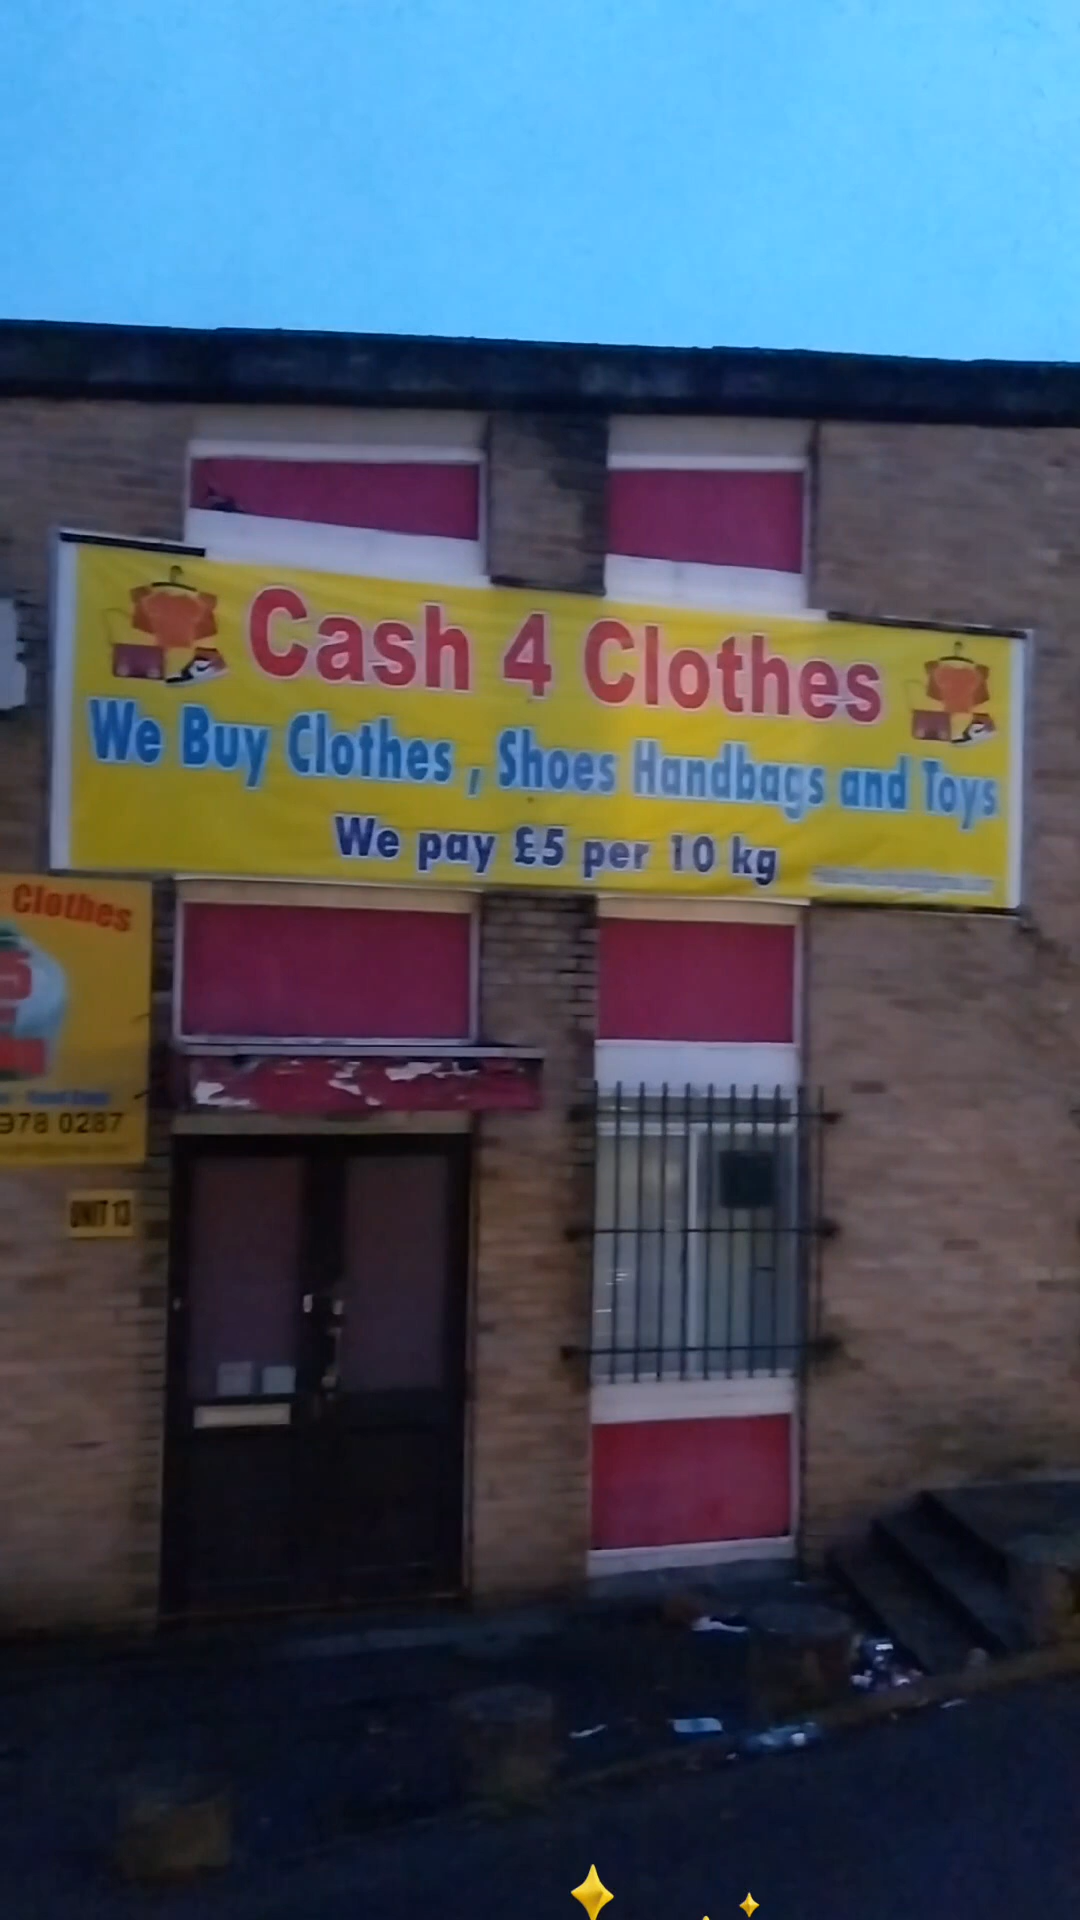 Cash 4 Clothes
We Buy Clothes , Shoes Handbags and Toys
We pay £5 per 10 kg
Clothes
5
978 0287
UNIT 13